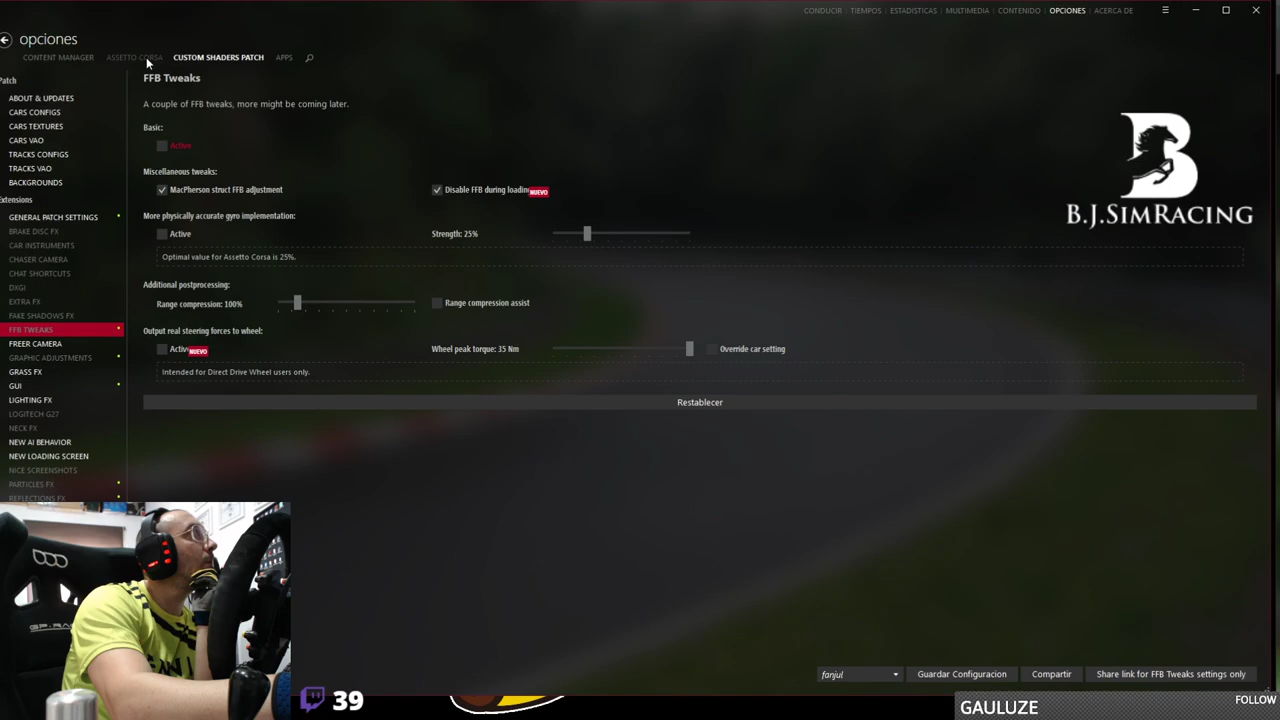 CONDUCIR TIEMPOS ESTADÍSTICAS MULTIMEDIA CONTENIDO OPCIONES ACERCA DE
opciones
CONTENT MANAGER ASSETTO CORSA CUSTOM SHADERS PATCH APPS
Patch
ABOUT & UPDATES
CARS CONFIGS
CARS TEXTURES
CARS VAO
TRACKS CONFIGS
TRACKS VAO
BACKGROUNDS
Extensions
GENERAL PATCH SETTINGS
BRAKE DISC FX
CAR INSTRUMENTS
CHASER CAMERA
CHAT SHORTCUTS
DXGI
EXTRA FX
FAKE SHADOWS FX
FFB TWEAKS
FREER CAMERA
GRAPHIC ADJUSTMENTS
GRASS FX
GUI
LIGHTING FX
LOGITECH G27
NECK FX
NEW AI BEHAVIOR
NEW LOADING SCREEN
NICE SCREENSHOTS
PARTICLES FX
REFLECTIONS FX
FFB Tweaks
A couple of FFB tweaks, more might be coming later.
Basic:
Active
Miscellaneous tweaks:
MacPherson struct FFB adjustment Disable FFB during loading NUEVO
More physically accurate gyro implementation:
Active Strength: 25%
Optimal value for Assetto Corsa is 25%.
Additional postprocessing:
Range compression: 100% Range compression assist
Output real steering forces to wheel:
Active NUEVO Wheel peak torque: 35 Nm Override car setting
Intended for Direct Drive Wheel users only.
Restablecer
B
B.J.SIMRACING
fanjul Guardar Configuracion Compartir Share link for FFB Tweaks settings only
39
GAULUZE
FOLLOW